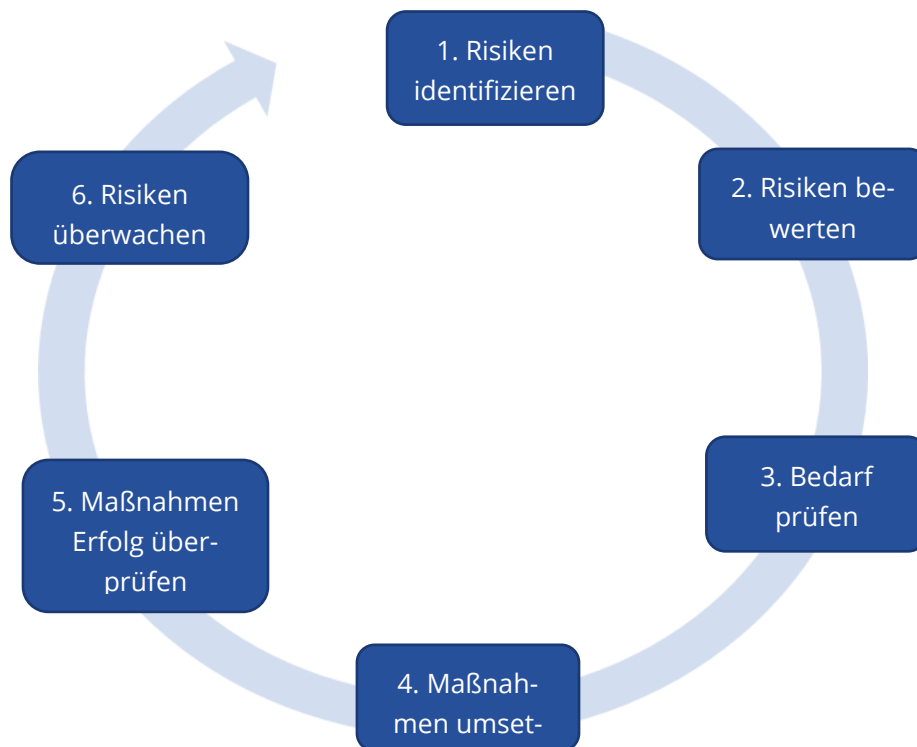 1. Risiken
identifizieren
2. Risiken be-
werten
3. Bedarf
prüfen
4. Maßnah-
men umset-
5. Maßnahmen
Erfolg über-
prüfen
6. Risiken
überwachen